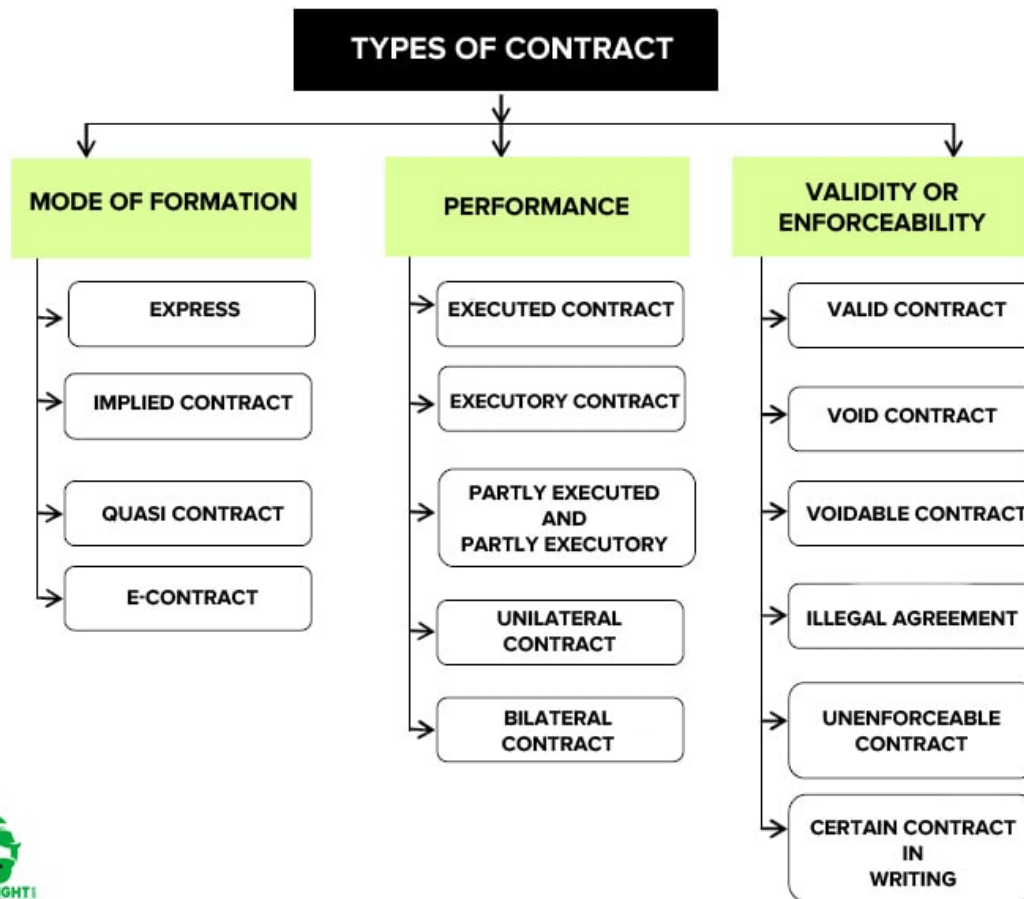 TYPES OF CONTRACT
MODE OF FORMATION
EXPRESS
IMPLIED CONTRACT
QUASI CONTRACT
E-CONTRACT
PERFORMANCE
EXECUTED CONTRACT
EXECUTORY CONTRACT
PARTLY EXECUTED
AND
PARTLY EXECUTORY
UNILATERAL
CONTRACT
BILATERAL
CONTRACT
VALIDITY OR
ENFORCEABILITY
VALID CONTRACT
VOID CONTRACT
VOIDABLE CONTRACT
ILLEGAL AGREEMENT
UNENFORCEABLE
CONTRACT
CERTAIN CONTRACT
IN
WRITING